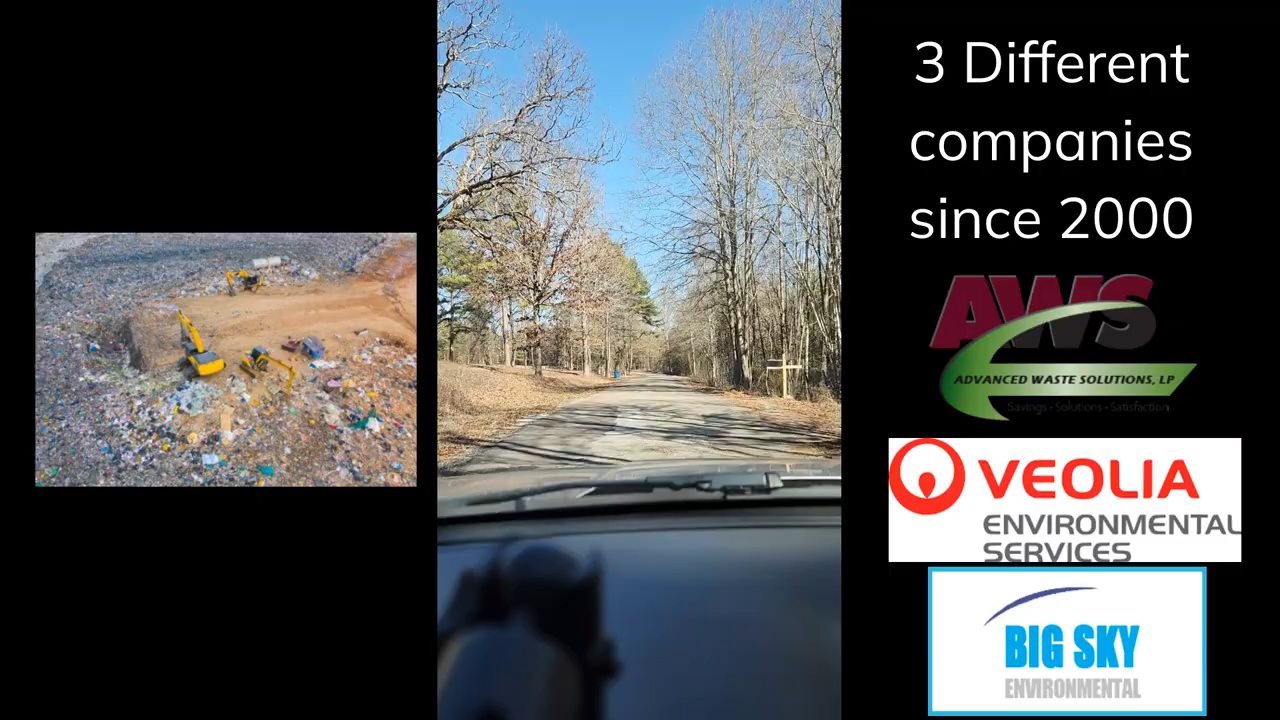 3 Different
companies
since 2000
AWS
ADVANCED WASTE SOLUTIONS, LP
Savings • Solutions • Satisfaction
VEOLIA
ENVIRONMENTAL
SERVICES
BIG SKY
ENVIRONMENTAL